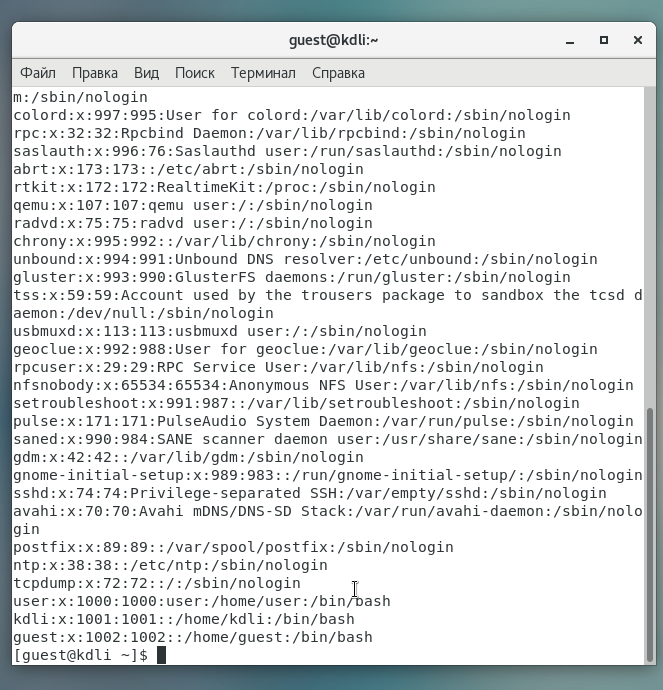 guest@kdli:~
Файл Правка Вид Поиск Терминал Справка
m:/sbin/nologin
colord:x:997:995:User for colord:/var/lib/colord:/sbin/nologin
rpc:x:32:32:Rpcbind Daemon:/var/lib/rpcbind:/sbin/nologin
saslauth:x:996:76:Saslauthd user:/run/saslauthd:/sbin/nologin
abrt:x:173:173::/etc/abrt:/sbin/nologin
rtkit:x:172:172:RealtimeKit:/proc:/sbin/nologin
qemu:x:107:107:qemu user:/:/sbin/nologin
radvd:x:75:75:radvd user:/:/sbin/nologin
chrony:x:995:992::/var/lib/chrony:/sbin/nologin
unbound:x:994:991:Unbound DNS resolver:/etc/unbound:/sbin/nologin
gluster:x:993:990:GlusterFS daemons:/run/gluster:/sbin/nologin
tss:x:59:59:Account used by the trousers package to sandbox the tcsd d
aemon:/dev/null:/sbin/nologin
usbmuxd:x:113:113:usbmuxd user:/:/sbin/nologin
geoclue:x:992:988:User for geoclue:/var/lib/geoclue:/sbin/nologin
rpcuser:x:29:29:RPC Service User:/var/lib/nfs:/sbin/nologin
nfsnobody:x:65534:65534:Anonymous NFS User:/var/lib/nfs:/sbin/nologin
setroubleshoot:x:991:987::/var/lib/setroubleshoot:/sbin/nologin
pulse:x:171:171:PulseAudio System Daemon:/var/run/pulse:/sbin/nologin
saned:x:990:984:SANE scanner daemon user:/usr/share/sane:/sbin/nologin
gdm:x:42:42::/var/lib/gdm:/sbin/nologin
gnome-initial-setup:x:989:983::/run/gnome-initial-setup/:/sbin/nologin
sshd:x:74:74:Privilege-separated SSH:/var/empty/sshd:/sbin/nologin
avahi:x:70:70:Avahi mDNS/DNS-SD Stack:/var/run/avahi-daemon:/sbin/nolo
gin
postfix:x:89:89::/var/spool/postfix:/sbin/nologin
ntp:x:38:38::/etc/ntp:/sbin/nologin
tcpdump:x:72:72::/:/sbin/nologin
user:x:1000:1000:user:/home/user:/bin/bash
kdli:x:1001:1001::/home/kdli:/bin/bash
guest:x:1002:1002::/home/guest:/bin/bash
[guest@kdli ~]$